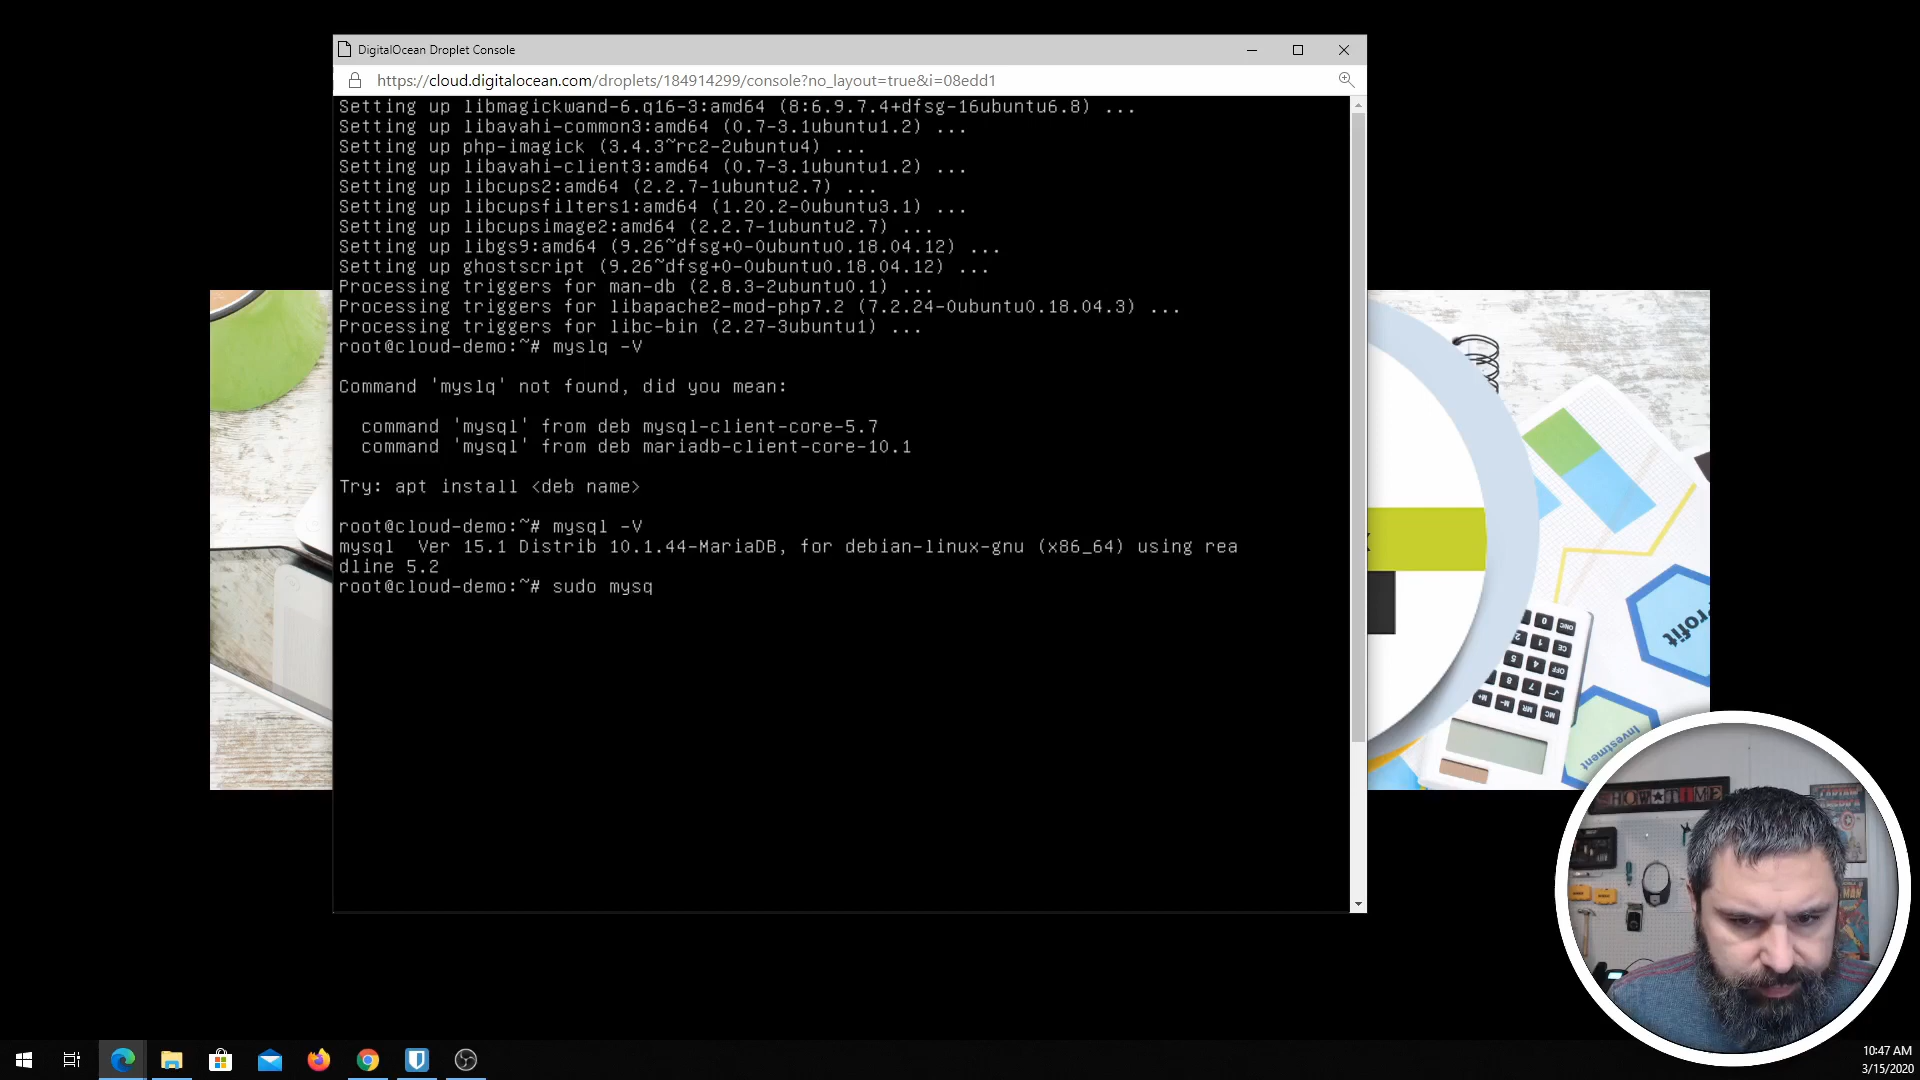 DigitalOcean Droplet Console
https://cloud.digitalocean.com/droplets/184914299/console?no_layout=true&i=08edd1
Setting up libmagickwand-6.q16-3:amd64 (8:6.9.7.4+dfsg-16ubuntu6.8) ...
Setting up libavahi-common3:amd64 (0.7-3.1ubuntu1.2) ...
Setting up php-imagick (3.4.3~rc2-2ubuntu4) ...
Setting up libavahi-client3:amd64 (0.7-3.1ubuntu1.2) ...
Setting up libcups2:amd64 (2.2.7-1ubuntu2.7) ...
Setting up libcupsfilters1:amd64 (1.20.2-0ubuntu3.1) ...
Setting up libcupsimage2:amd64 (2.2.7-1ubuntu2.7) ...
Setting up libgs9:amd64 (9.26~dfsg+0-0ubuntu0.18.04.12) ...
Setting up ghostscript (9.26~dfsg+0-0ubuntu0.18.04.12) ...
Processing triggers for man-db (2.8.3-2ubuntu0.1) ...
Processing triggers for libapache2-mod-php7.2 (7.2.24-0ubuntu0.18.04.3) ...
Processing triggers for libc-bin (2.27-3ubuntu1) ...
root@cloud-demo:~# myslq -V
Command 'myslq' not found, did you mean:
command 'mysql' from deb mysql-client-core-5.7
command 'mysql' from deb mariadb-client-core-10.1
Try: apt install <deb name>
root@cloud-demo:~# mysql -V
mysql  Ver 15.1 Distrib 10.1.44-MariaDB, for debian-linux-gnu (x86_64) using rea
dline 5.2
root@cloud-demo:~# sudo mysq
Profit
Investment
SHOW★TIME
10:47 AM
3/15/2020